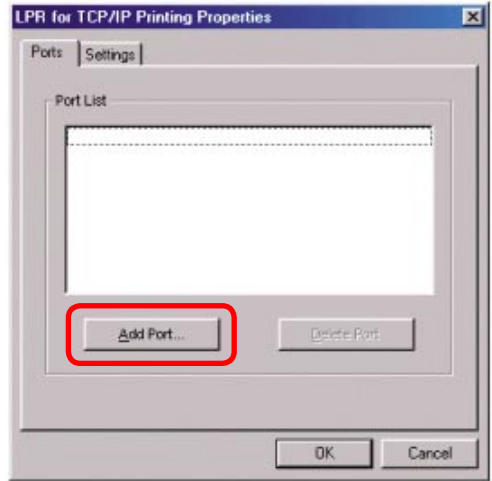 LPR for TCP/IP Printing Properties
Ports Settings
Port List
Add Port... Delete Port
OK Cancel